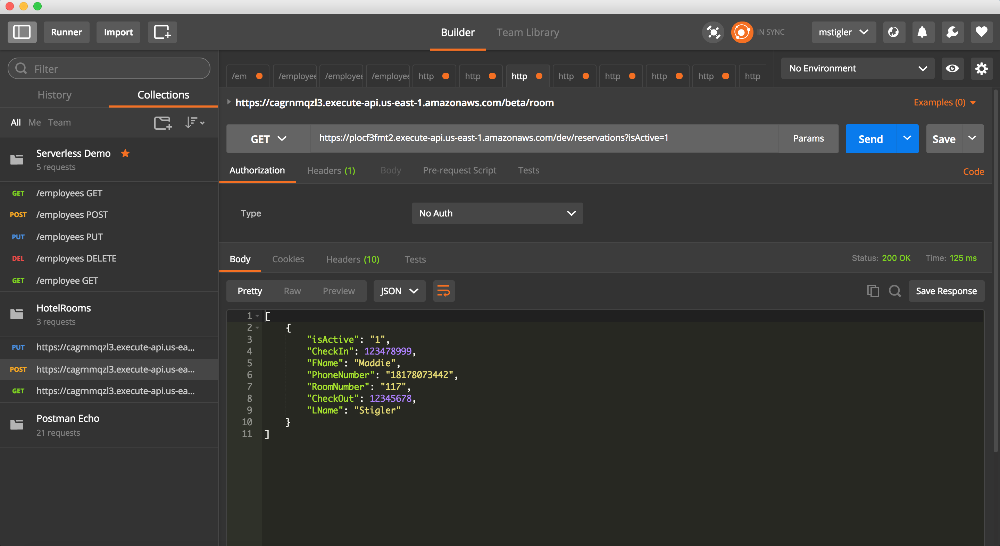 Runner Import Builder Team Library IN SYNC mstigler
Filter
History Collections
All Me Team
Serverless Demo
5 requests
GET /employees GET
POST /employees POST
PUT /employees PUT
DEL /employees DELETE
GET /employee GET
HotelRooms
3 requests
PUT https://cagrnmqzl3.execute-api.us-ea...
POST https://cagrnmqzl3.execute-api.us-ea...
GET https://cagrnmqzl3.execute-api.us-ea...
Postman Echo
21 requests
/em /employee /employee /employee http http http http http http http http No Environment
https://cagrnmqzl3.execute-api.us-east-1.amazonaws.com/beta/room Examples (0)
GET https://plocf3fmt2.execute-api.us-east-1.amazonaws.com/dev/reservations?isActive=1 Params Send Save
Authorization Headers (1) Body Pre-request Script Tests Code
Type No Auth
Body Cookies Headers (10) Tests Status: 200 OK Time: 125 ms
Pretty Raw Preview JSON Save Response
1 [
2 {
3 "isActive": "1",
4 "CheckIn": 123478999,
5 "FName": "Maddie",
6 "PhoneNumber": "18178073442",
7 "RoomNumber": "117",
8 "CheckOut": 12345678,
9 "LName": "Stigler"
10 }
11 ]